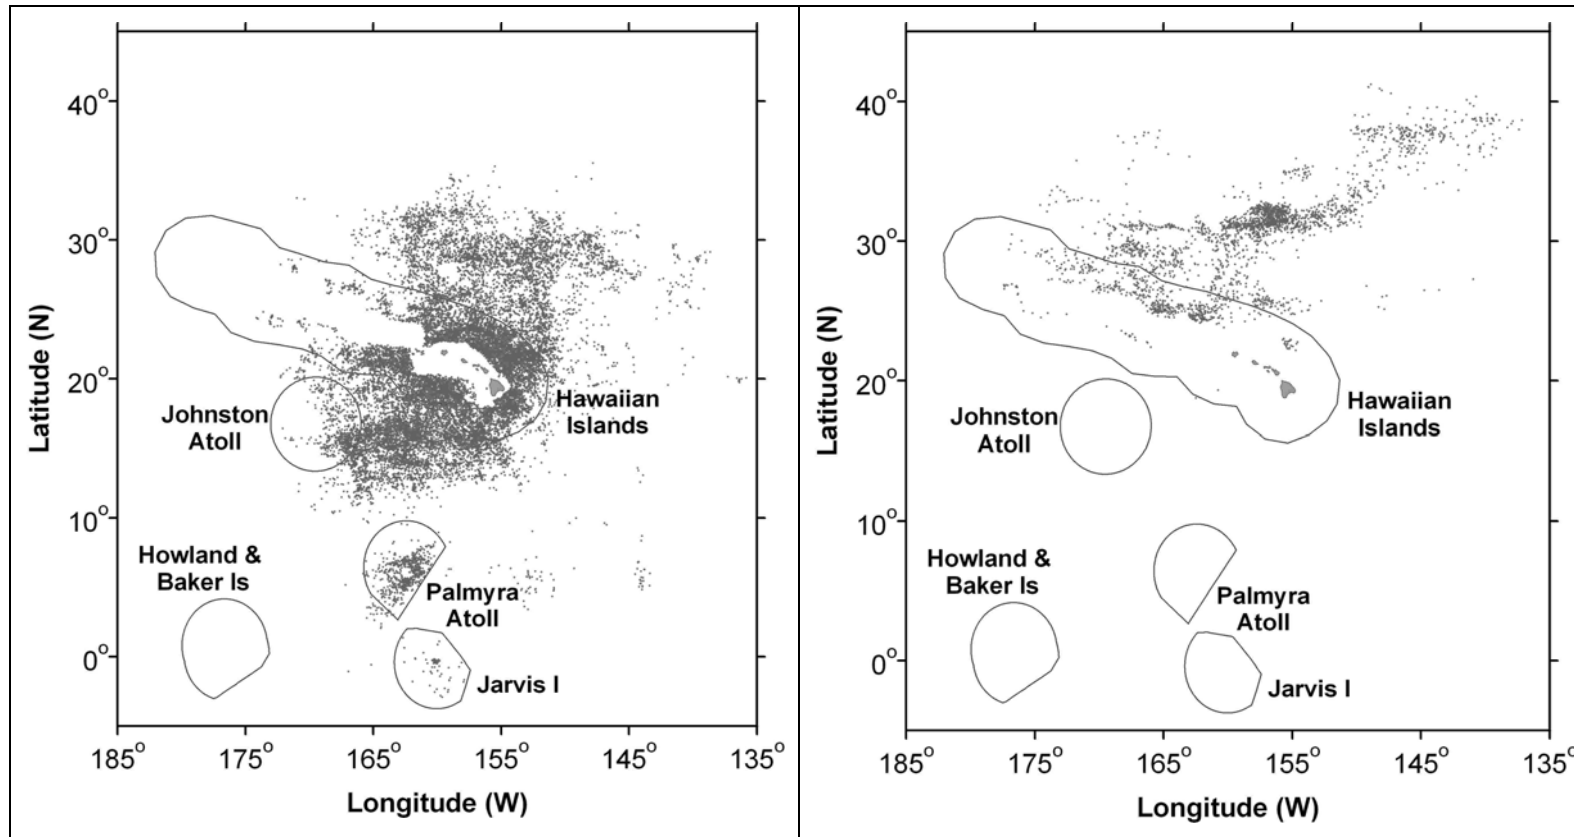 40°
30°
20°
10°
0°
Latitude (N)
Johnston
Atoll
Hawaiian
Islands
Howland &
Baker Is
Palmyra
Atoll
Jarvis I
185°
175°
165°
155°
145°
135°
Longitude (W)
40°
30°
20°
10°
0°
Latitude (N)
Johnston
Atoll
Hawaiian
Islands
Howland &
Baker Is
Palmyra
Atoll
Jarvis I
185°
175°
165°
155°
145°
135°
Longitude (W)